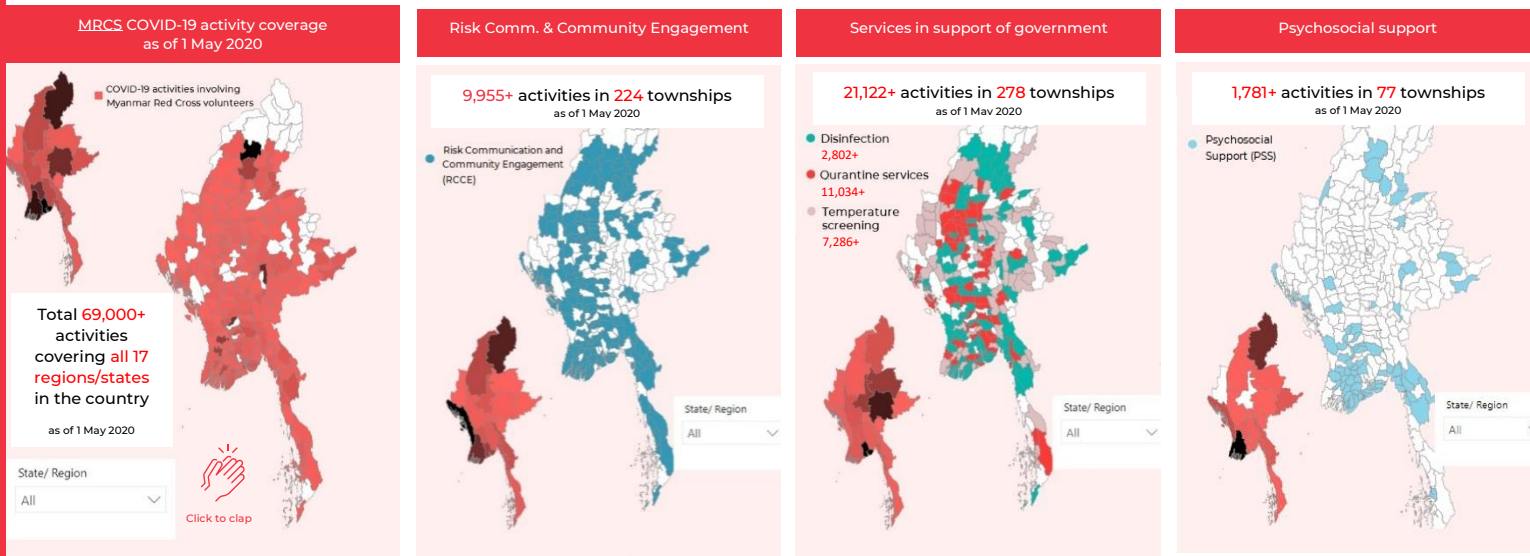 MRCS COVID-19 activity coverage
as of 1 May 2020
COVID-19 activities involving
Myanmar Red Cross volunteers
Total 69,000+
activities
covering all 17
regions/states
in the country
as of 1 May 2020
State/ Region
All
Click to clap
Risk Comm. & Community Engagement
9,955+ activities in 224 townships
as of 1 May 2020
Risk Communication and
Community Engagement
(RCCE)
State/ Region
All
Services in support of government
21,122+ activities in 278 townships
as of 1 May 2020
Disinfection
2,802+
Qurantine services
11,034+
Temperature
screening
7,286+
State/ Region
All
Psychosocial support
1,781+ activities in 77 townships
as of 1 May 2020
Psychosocial
Support (PSS)
State/ Region
All